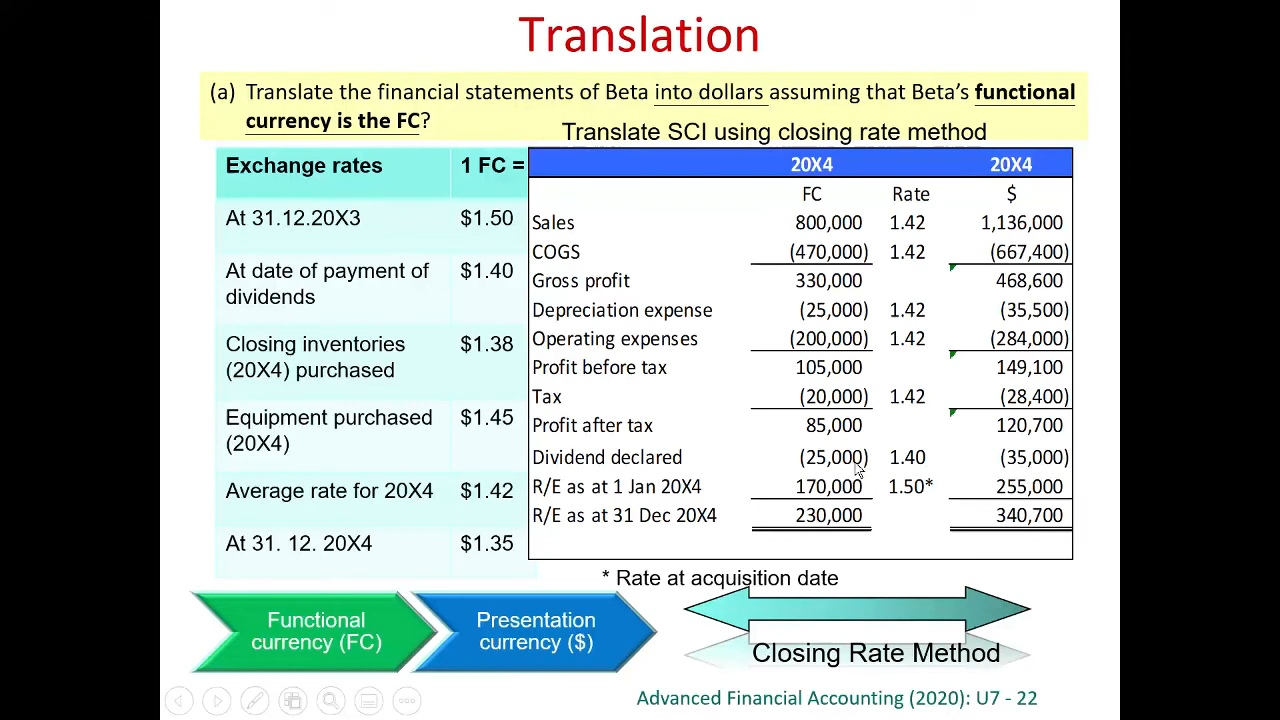 Translation
(a) Translate the financial statements of Beta into dollars assuming that Beta's functional
currency is the FC?
Translate SCI using closing rate method
Exchange rates 1 FC =
At 31.12.20X3 $1.50
At date of payment of
dividends $1.40
Closing inventories
(20X4) purchased $1.38
Equipment purchased
(20X4) $1.45
Average rate for 20X4 $1.42
At 31. 12. 20X4 $1.35
20X4 20X4
FC Rate $
Sales 800,000 1.42 1,136,000
COGS (470,000) 1.42 (667,400)
Gross profit 330,000 468,600
Depreciation expense (25,000) 1.42 (35,500)
Operating expenses (200,000) 1.42 (284,000)
Profit before tax 105,000 149,100
Tax (20,000) 1.42 (28,400)
Profit after tax 85,000 120,700
Dividend declared (25,000) 1.40 (35,000)
R/E as at 1 Jan 20X4 170,000 1.50* 255,000
R/E as at 31 Dec 20X4 230,000 340,700
* Rate at acquisition date
Functional
currency (FC)
Presentation
currency ($)
Closing Rate Method
Advanced Financial Accounting (2020): U7 - 22